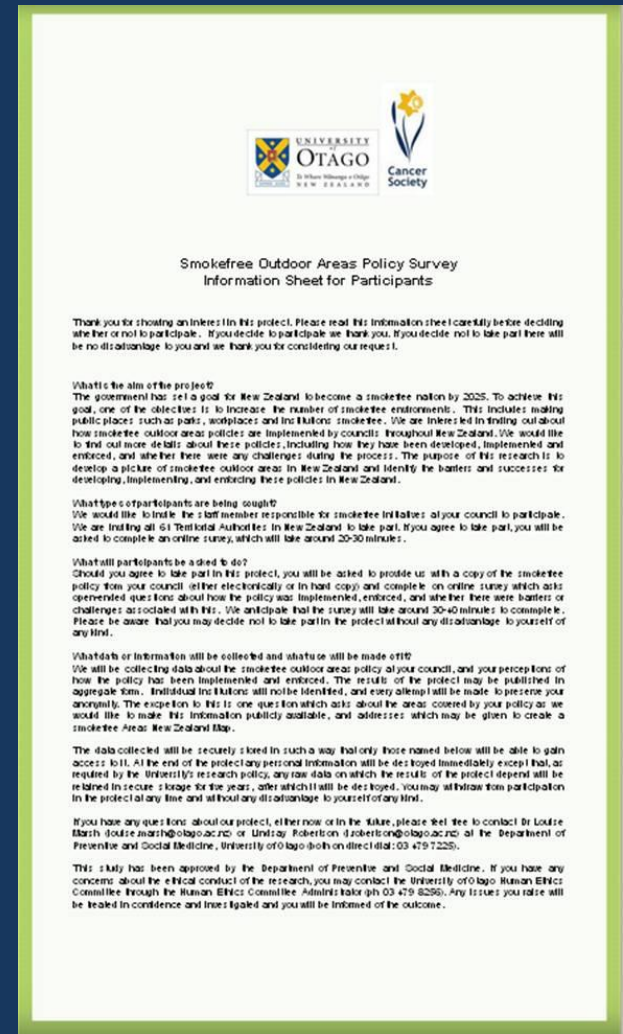 UNIVERSITY
of
OTAGO
Te Whare Wānanga o Otāgo
NEW ZEALAND
Cancer
Society
Smokefree Outdoor Areas Policy Survey
Information Sheet for Participants
Thank you for showing an interest in this project. Please read this information sheet carefully before deciding
whether or not to participate. If you decide to participate we thank you. If you decide not to take part there will
be no disadvantage to you and we thank you for considering our request.
What is the aim of the project?
The government has set a goal for New Zealand to become a smokefree nation by 2025. To achieve this
goal, one of the objectives is to increase the number of smokefree environments. This includes making
public places such as parks, workplaces and institutions smokefree. We are interested in finding out about
how smokefree outdoor areas policies are implemented by councils throughout New Zealand. We would like
to find out more details about these policies, including how they have been developed, implemented and
enforced, and whether there were any challenges during the process. The purpose of this research is to
develop a picture of smokefree outdoor areas in New Zealand and identify the barriers and successes for
developing, implementing, and enforcing these policies in New Zealand.
What types of participants are being sought?
We would like to invite the staff member responsible for smokefree initiatives at your council to participate.
We are inviting all 61 Territorial Authorities in New Zealand to take part. If you agree to take part, you will be
asked to complete an online survey, which will take around 20-30 minutes.
What will participants be asked to do?
Should you agree to take part in this project, you will be asked to provide us with a copy of the smokefree
policy from your council (either electronically or in hard copy) and complete on online survey which asks
open-ended questions about how the policy was implemented, enforced, and whether there were barriers or
challenges associated with this. We anticipate that the survey will take around 30-40 minutes to commplete.
Please be aware that you may decide not to take part in the project without any disadvantage to yourself of
any kind.
What data or information will be collected and what use will be made of it?
We will be collecting data about the smokefree outdoor areas policy at your council, and your perceptions of
how the policy has been implemented and enforced. The results of the project may be published in
aggregate form. Individual institutions will not be identified, and every attempt will be made to preserve your
anonymity. The excpetion to this is one question which asks about the areas covered by your policy as we
would like to make this information publicly available, and addresses which may be given to create a
smokefree Areas New Zealand Map.
The data collected will be securely stored in such a way that only those named below will be able to gain
access to it. At the end of the project any personal information will be destroyed immediately except that, as
required by the University's research policy, any raw data on which the results of the project depend will be
retained in secure storage for five years, after which it will be destroyed. You may withdraw from participation
in the project at any time and without any disadvantage to yourself of any kind.
If you have any questions about our project, either now or in the future, please feel free to contact Dr Louise
Marsh (louise.marsh@otago.ac.nz) or Lindsay Robertson (l.robertson@otago.ac.nz) at the Department of
Preventive and Social Medicine, University of Otago (both on direct dial: 03 479 7225).
This study has been approved by the Department of Preventive and Social Medicine. If you have any
concerns about the ethical conduct of the research, you may contact the University of Otago Human Ethics
Committee through the Human Ethics Committee Administrator (ph 03 479 8256). Any issues you raise will
be treated in confidence and investigated and you will be informed of the outcome.